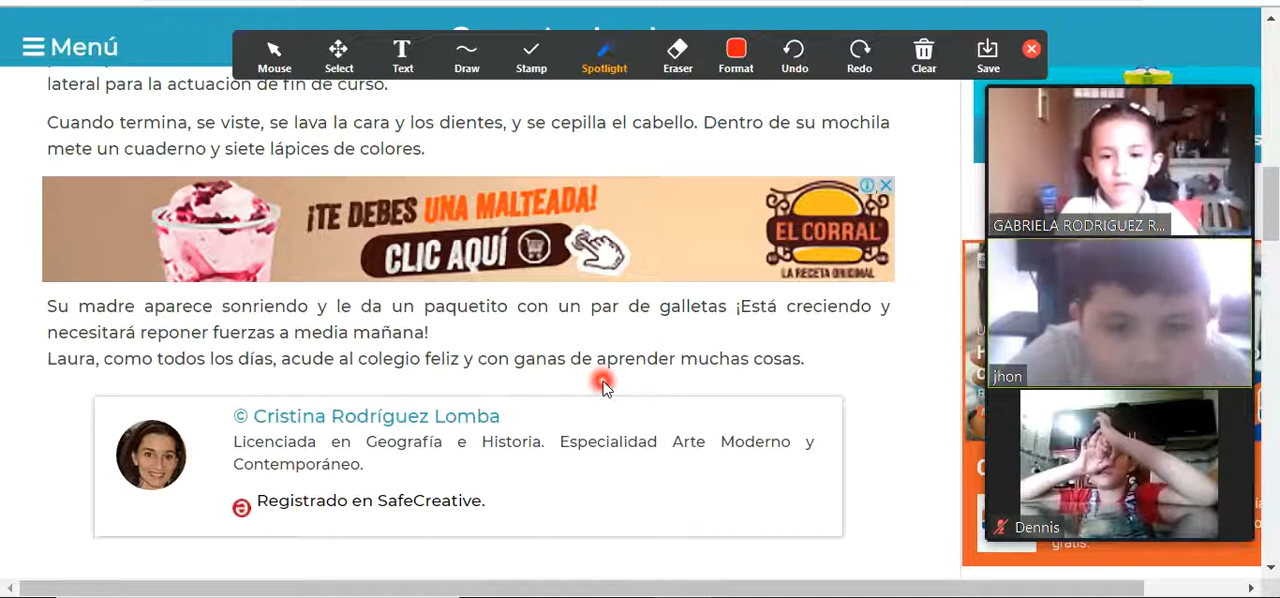 Menú
Mouse Select Text Draw Stamp Spotlight Eraser Format Undo Redo Clear Save
lateral para la actuación de fin de curso.
Cuando termina, se viste, se lava la cara y los dientes, y se cepilla el cabello. Dentro de su mochila
mete un cuaderno y siete lápices de colores.
¡TE DEBES UNA MALTEADA!
CLIC AQUÍ
EL CORRAL
LA RECETA ORIGINAL
Su madre aparece sonriendo y le da un paquetito con un par de galletas ¡Está creciendo y
necesitará reponer fuerzas a media mañana!
Laura, como todos los días, acude al colegio feliz y con ganas de aprender muchas cosas.
© Cristina Rodríguez Lomba
Licenciada en Geografía e Historia. Especialidad Arte Moderno y
Contemporáneo.
Registrado en SafeCreative.
GABRIELA RODRIGUEZ R...
jhon
Dennis
gratis.